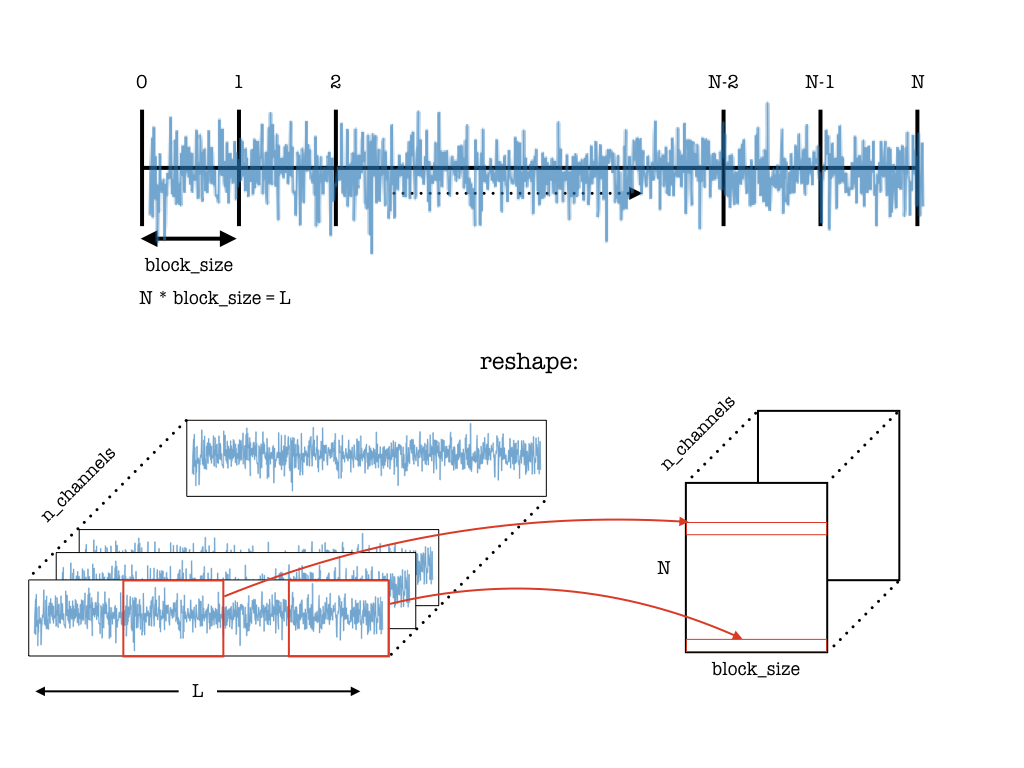 0 1 2 N-2 N-1 N
block_size
N * block_size = L
reshape:
n_channels
n_channels
N
block_size
L